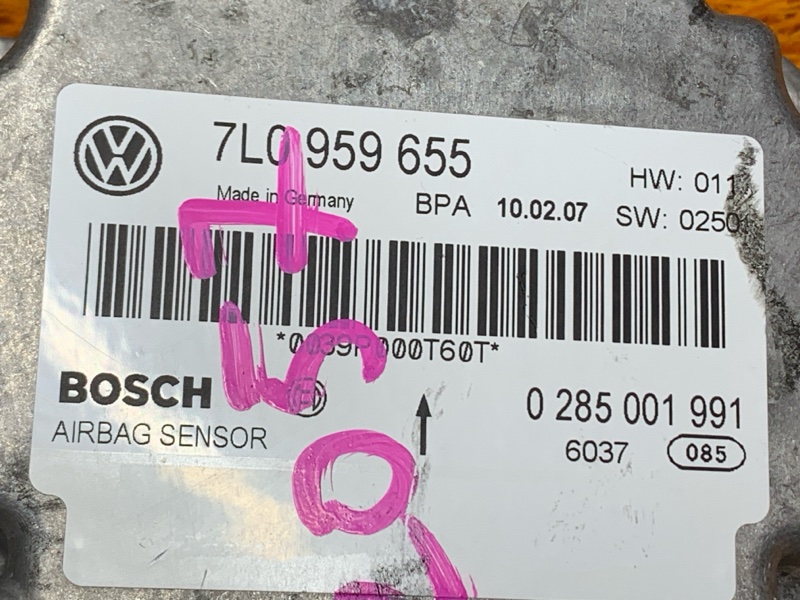 7L0 959 655
HW: 011
Made in Germany
BPA 10.02.07 SW: 0250
*0039P000T60T*
BOSCH
0 285 001 991
AIRBAG SENSOR
6037 085